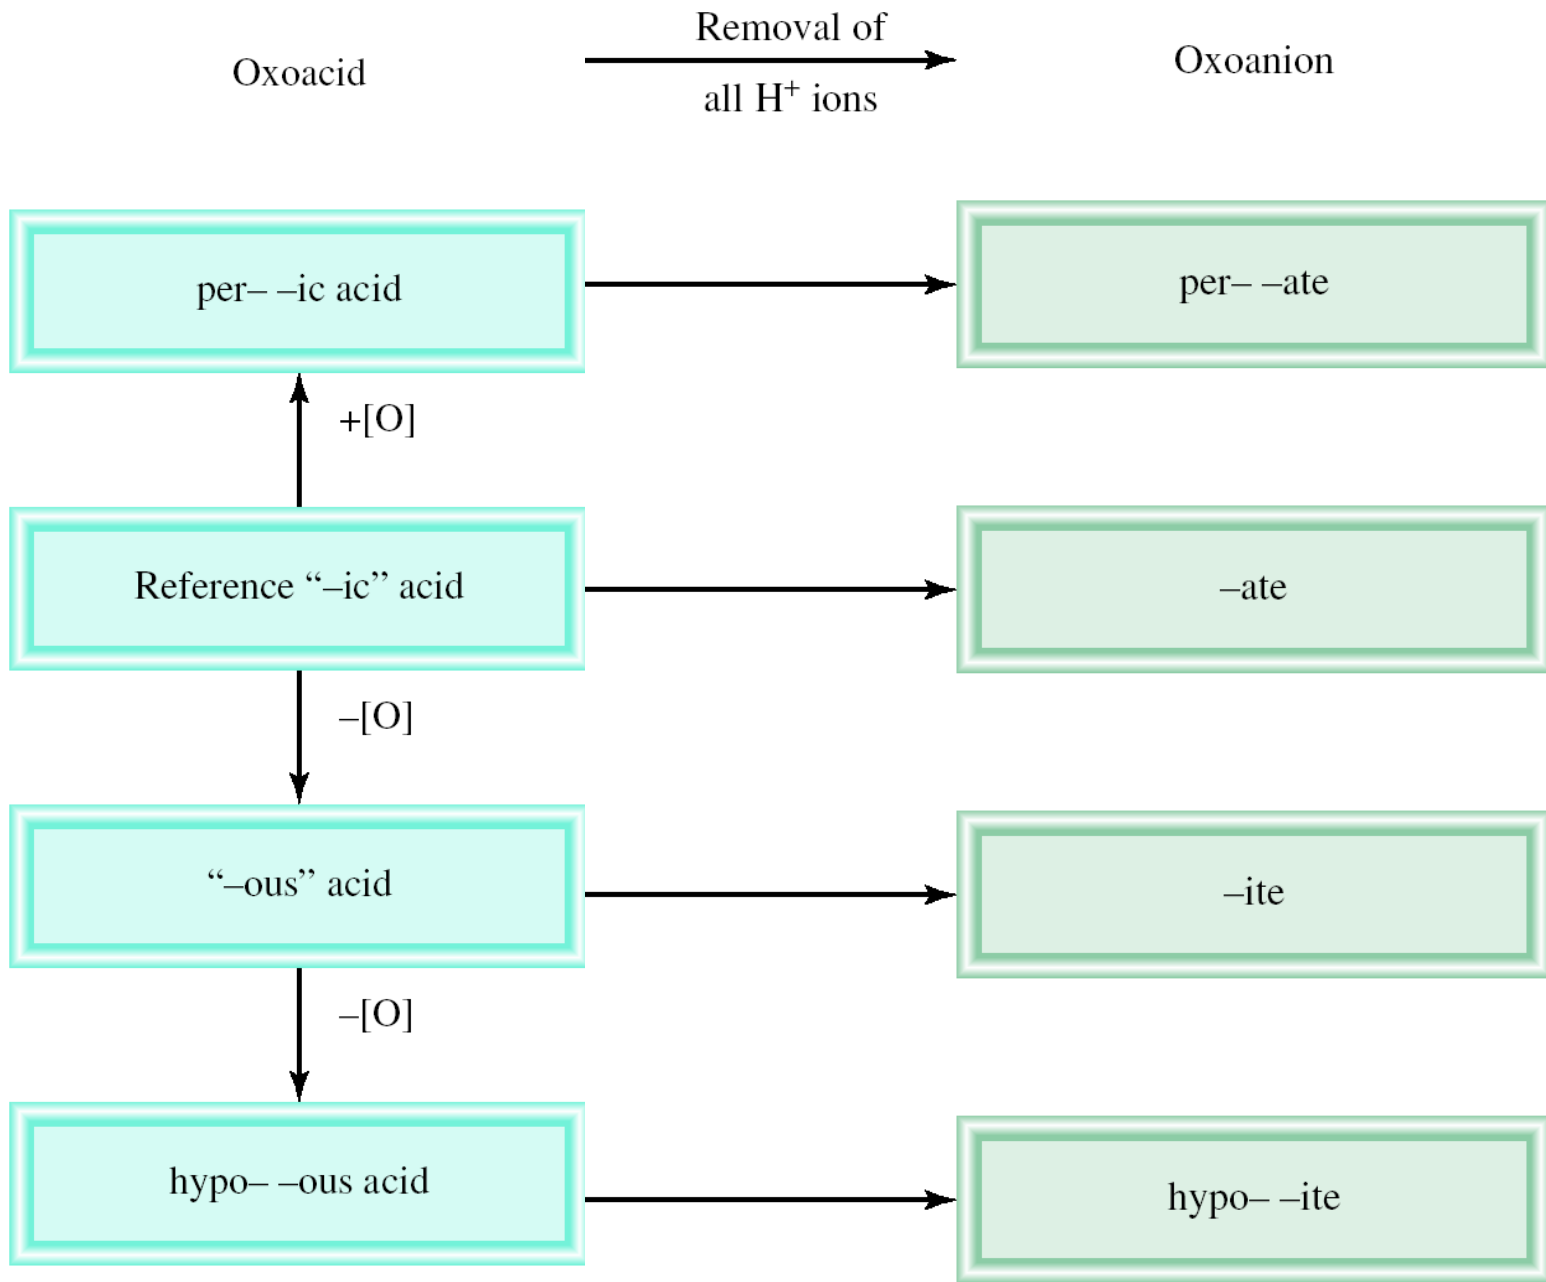 Oxoacid
Removal of
all H⁺ ions
Oxoanion
per– –ic acid
per– –ate
+[O]
Reference “–ic” acid
–ate
–[O]
“–ous” acid
–ite
–[O]
hypo– –ous acid
hypo– –ite